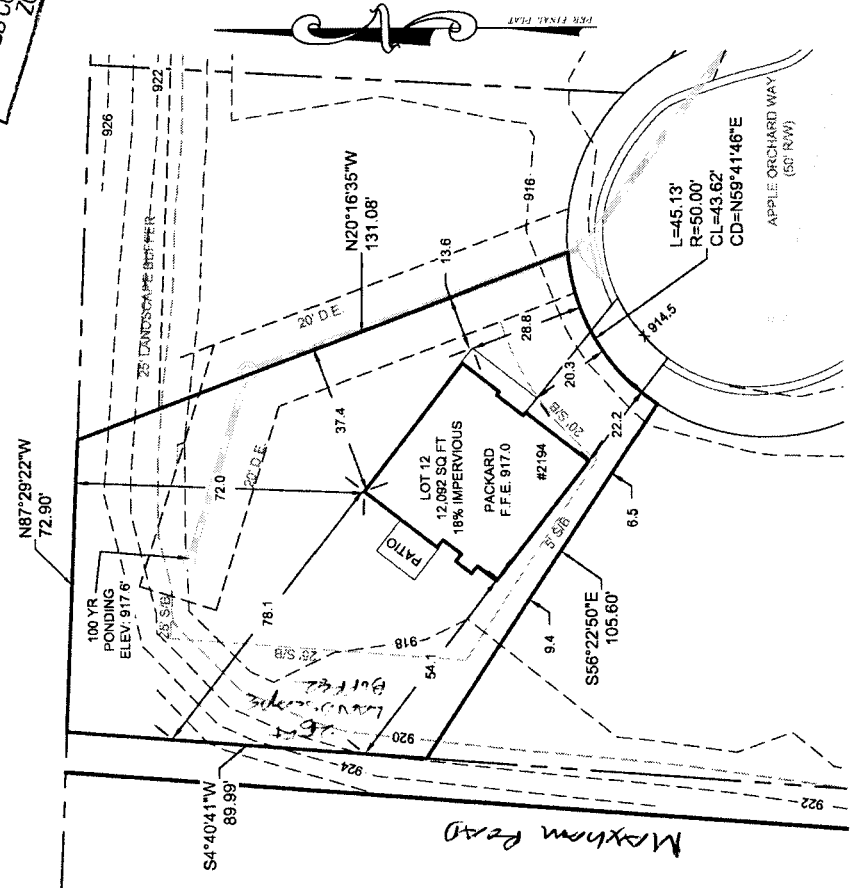 PER FINAL PLAT
N
926
922
25' LANDSCAPE BUFFER
N87°29'22"W
72.90'
N20°16'35"W
131.08'
916
13.6
20' D.E.
28.8
37.4
72.0
20' D.E.
100 YR
PONDING
ELEV: 917.6'
25' S/B
LOT 12
12,092 SQ FT
18% IMPERVIOUS
PACKARD
F.F.E. 917.0
#2194
PATIO
20' S/B
20.3
22.2
X 914.5
L=45.13'
R=50.00'
CL=43.62'
CD=N59°41'46"E
APPLE ORCHARD WAY
(50' R/W)
5' S/B
6.5
9.4
S56°22'50"E
105.60'
78.1
54.1
918
25' S/B
Landscape
Buffer
920
924
922
S4°40'41"W
89.99'
Maxham Road